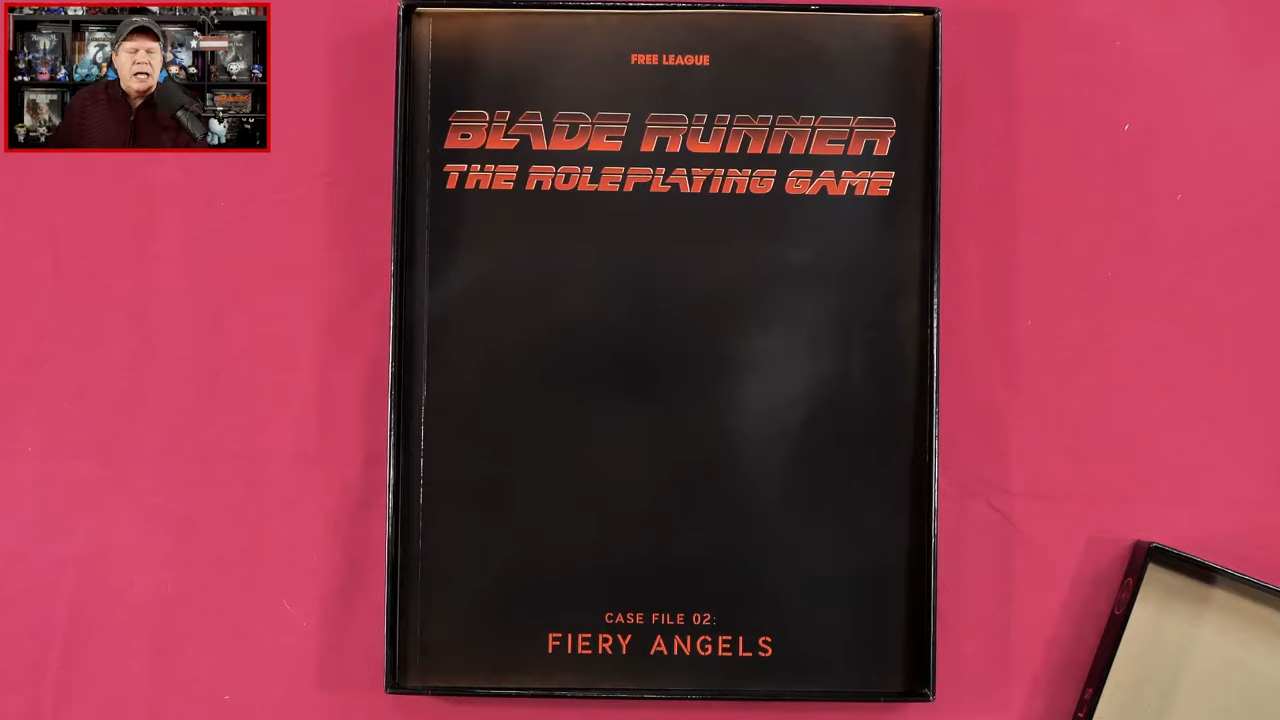 FREE LEAGUE
BLADE RUNNER
THE ROLEPLAYING GAME
CASE FILE 02:
FIERY ANGELS